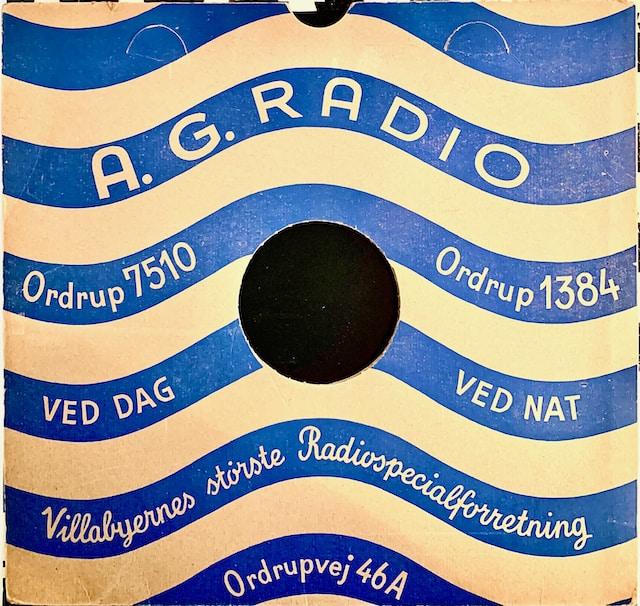 A. G. RADIO
Ordrup 7510
Ordrup 1384
VED DAG
VED NAT
Villabyernes største Radiospecialforretning
Ordrupvej 46A